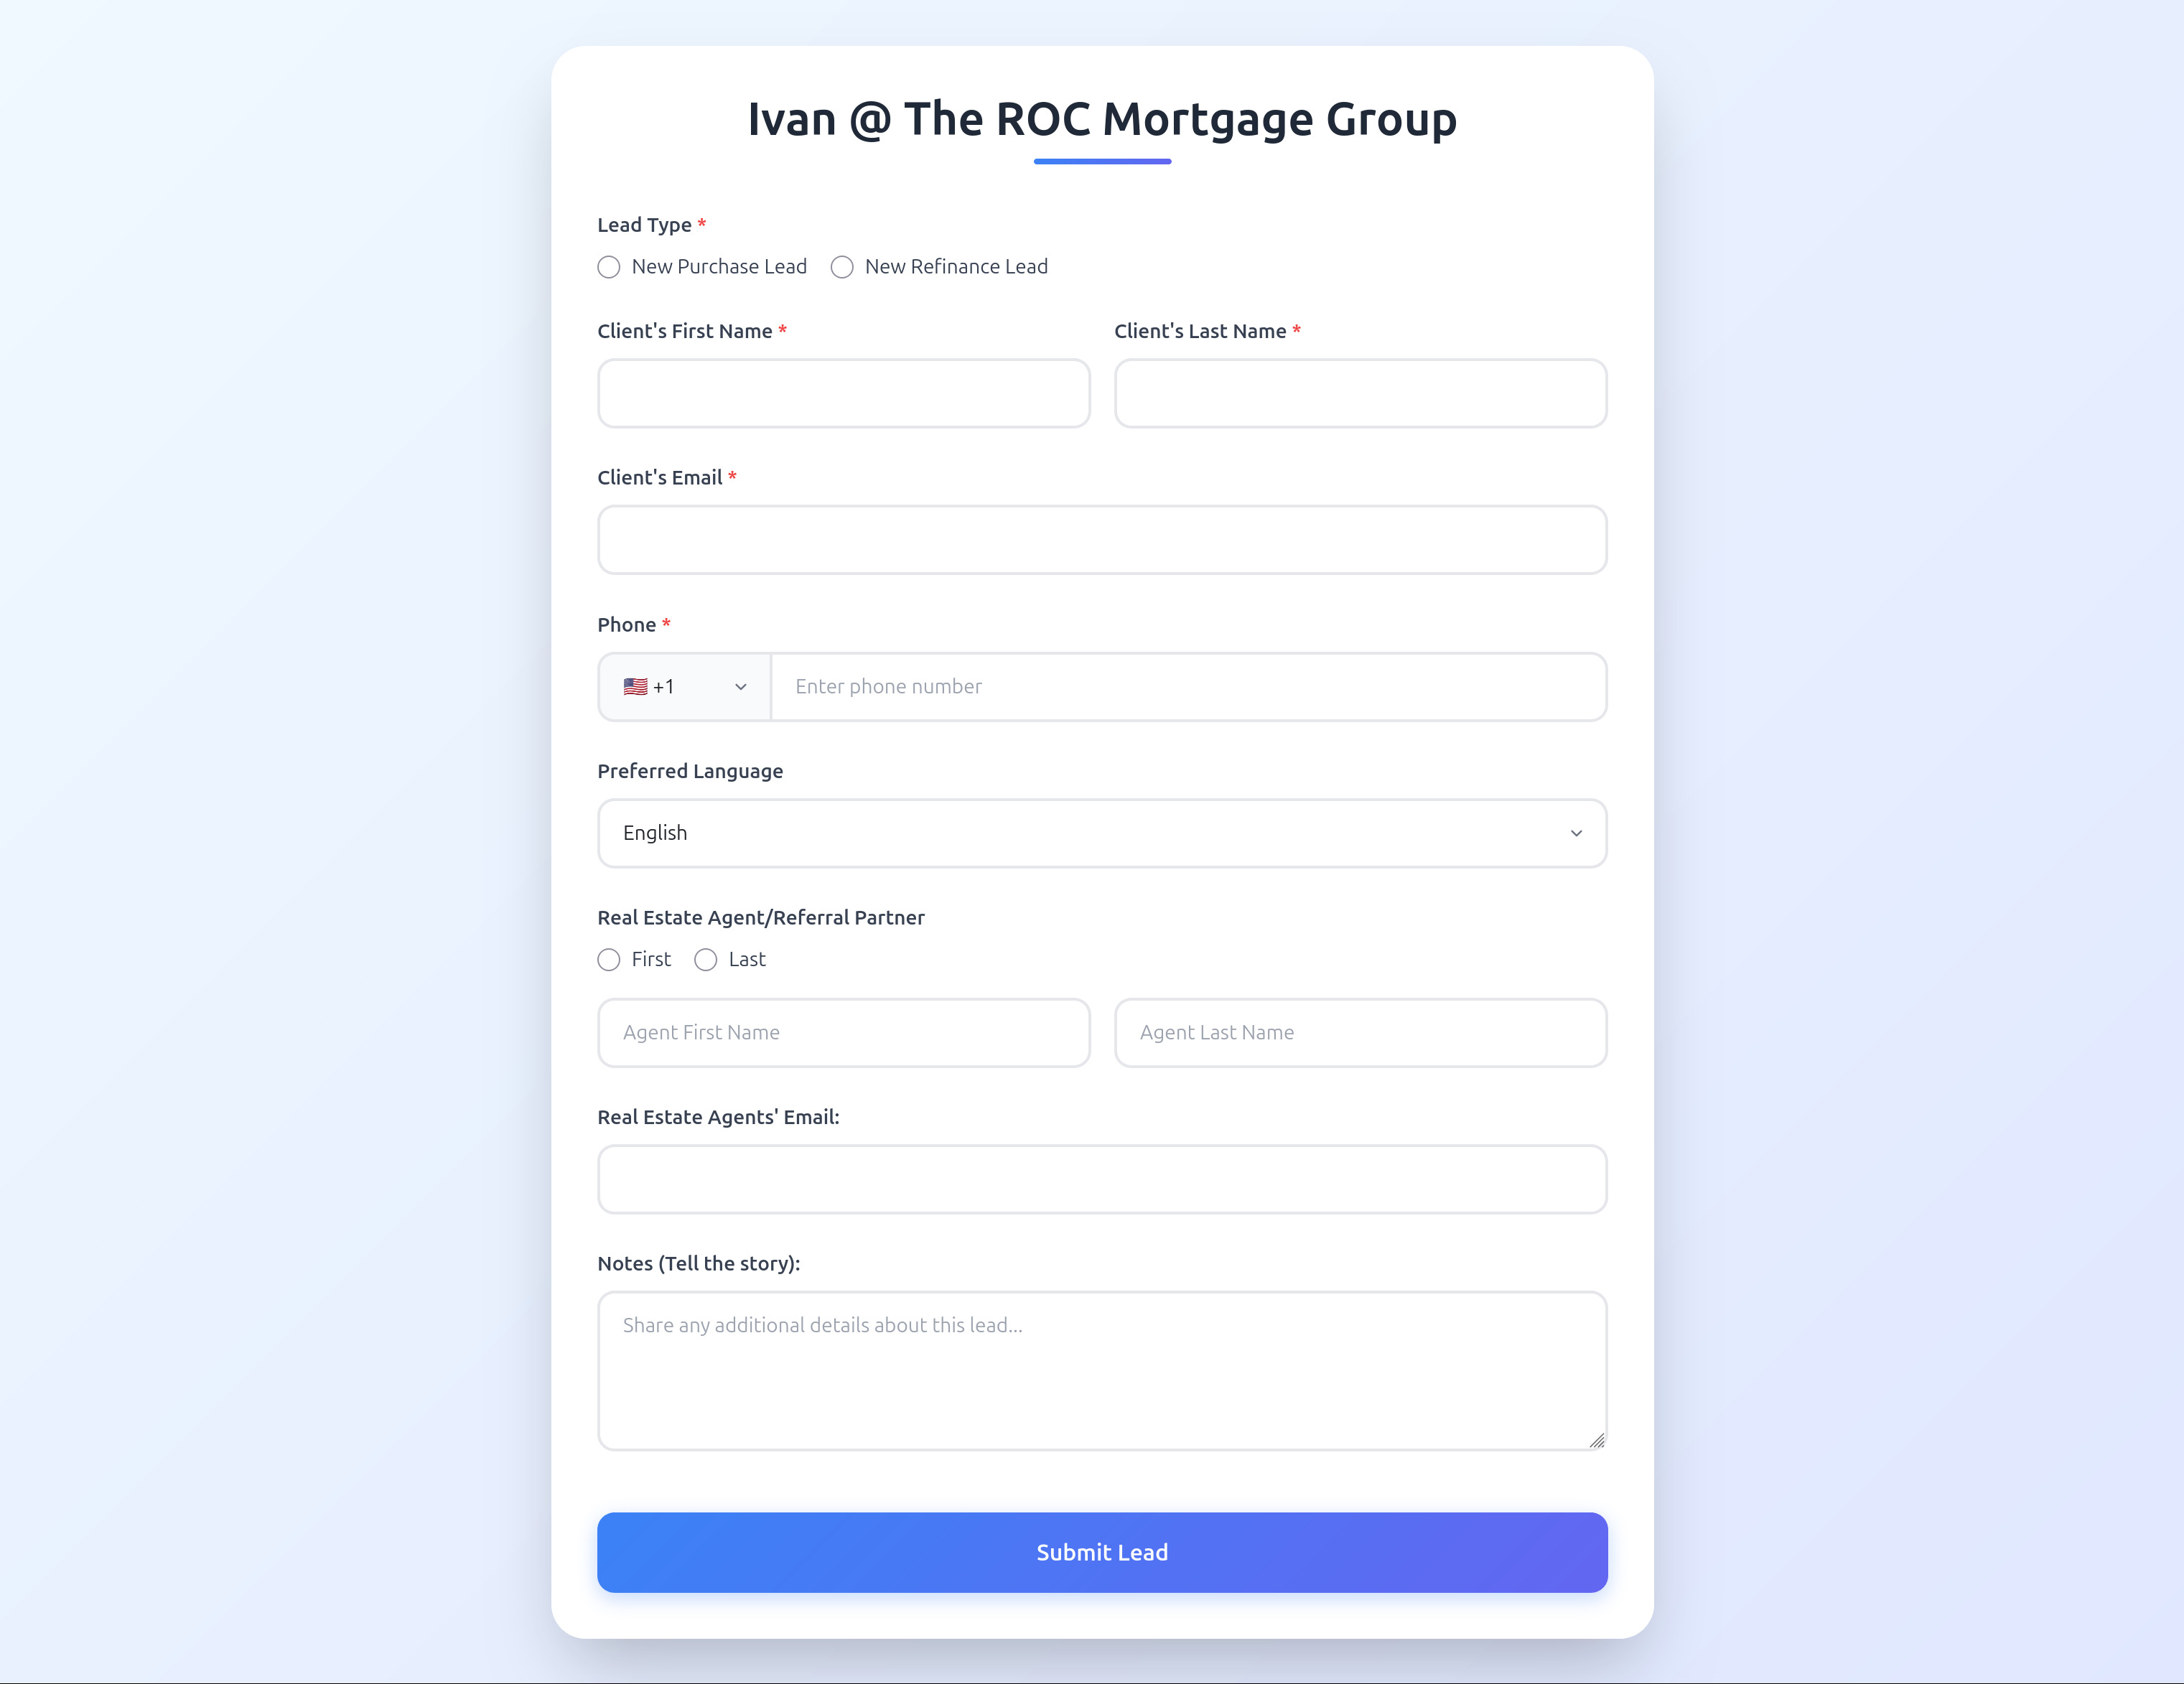 Ivan @ The ROC Mortgage Group
Lead Type *
New Purchase Lead New Refinance Lead
Client's First Name * Client's Last Name *
Client's Email *
Phone *
🇺🇸 +1 Enter phone number
Preferred Language
English
Real Estate Agent/Referral Partner
First Last
Agent First Name Agent Last Name
Real Estate Agents' Email:
Notes (Tell the story):
Share any additional details about this lead...
Submit Lead